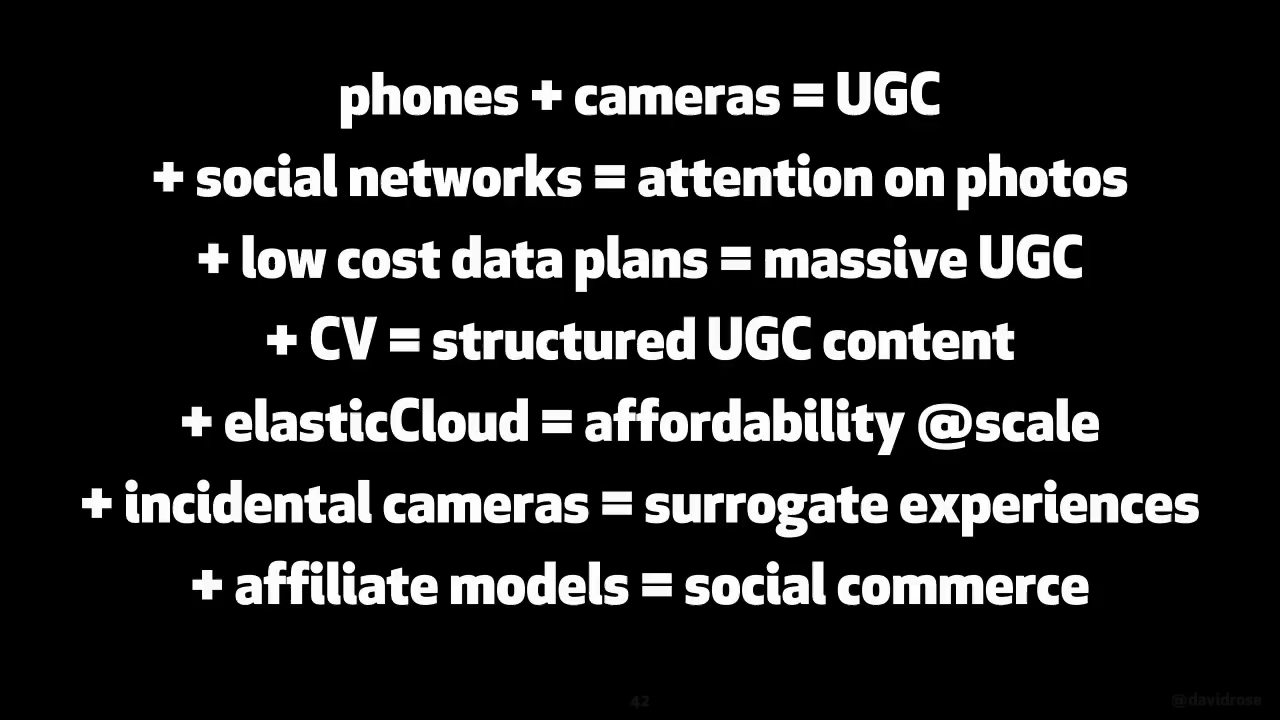 phones + cameras = UGC
+ social networks = attention on photos
+ low cost data plans = massive UGC
+ CV = structured UGC content
+ elasticCloud = affordability @scale
+ incidental cameras = surrogate experiences
+ affiliate models = social commerce
42
@davidrose